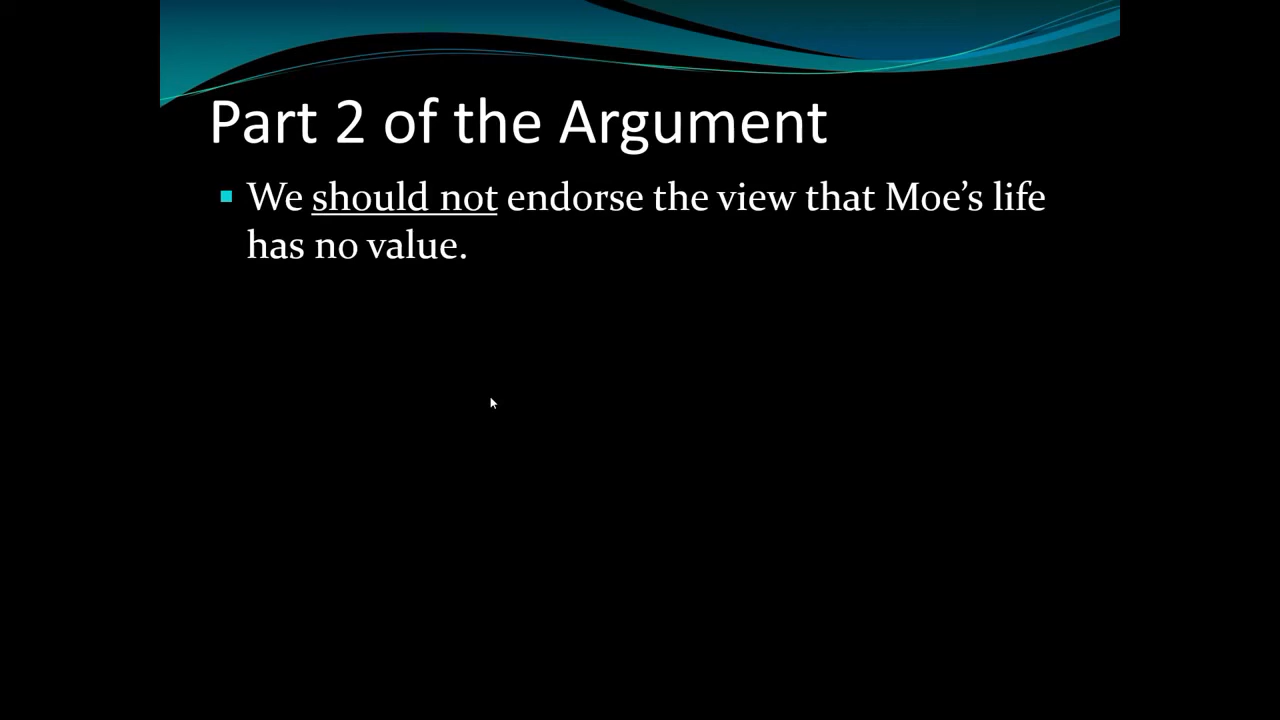 Part 2 of the Argument
We should not endorse the view that Moe’s life
has no value.